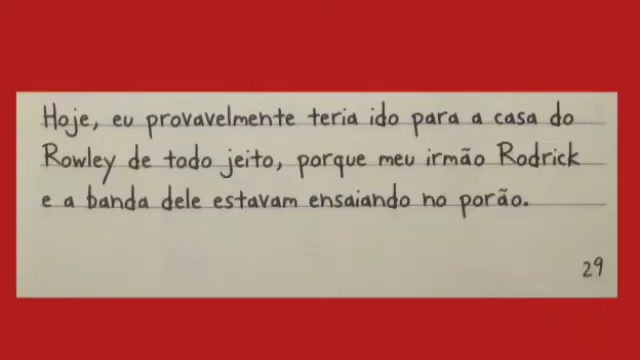 Hoje, eu provavelmente teria ido para a casa do
Rowley de todo jeito, porque meu irmão Rodrick
e a banda dele estavam ensaiando no porão.
29